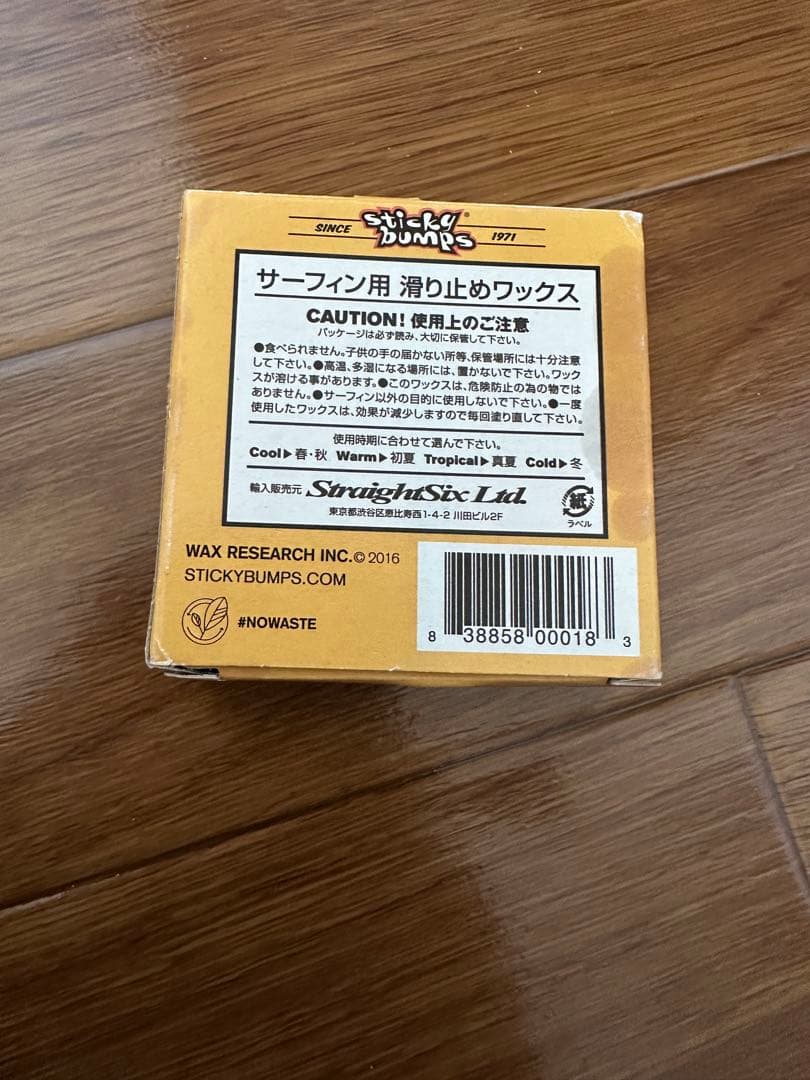 SINCE sticky bumps® 1971
サーフィン用 滑り止めワックス
CAUTION! 使用上のご注意
パッケージは必ず読み、大切に保管して下さい。
●食べられません。子供の手の届かない所等、保管場所には十分注意
して下さい。●高温、多湿になる場所には、置かないで下さい。ワック
スが溶ける事があります。●このワックスは、危険防止の為の物では
ありません。●サーフィン以外の目的に使用しないで下さい。●一度
使用したワックスは、効果が減少しますので毎回塗り直して下さい。
使用時期に合わせて選んで下さい。
Cool▶春・秋 Warm▶初夏 Tropical▶真夏 Cold▶冬
輸入販売元 StraightSix Ltd.
東京都渋谷区恵比寿西1-4-2 川田ビル2F
紙
ラベル
WAX RESEARCH INC.© 2016
STICKYBUMPS.COM
#NOWASTE
8 38858 00018 3